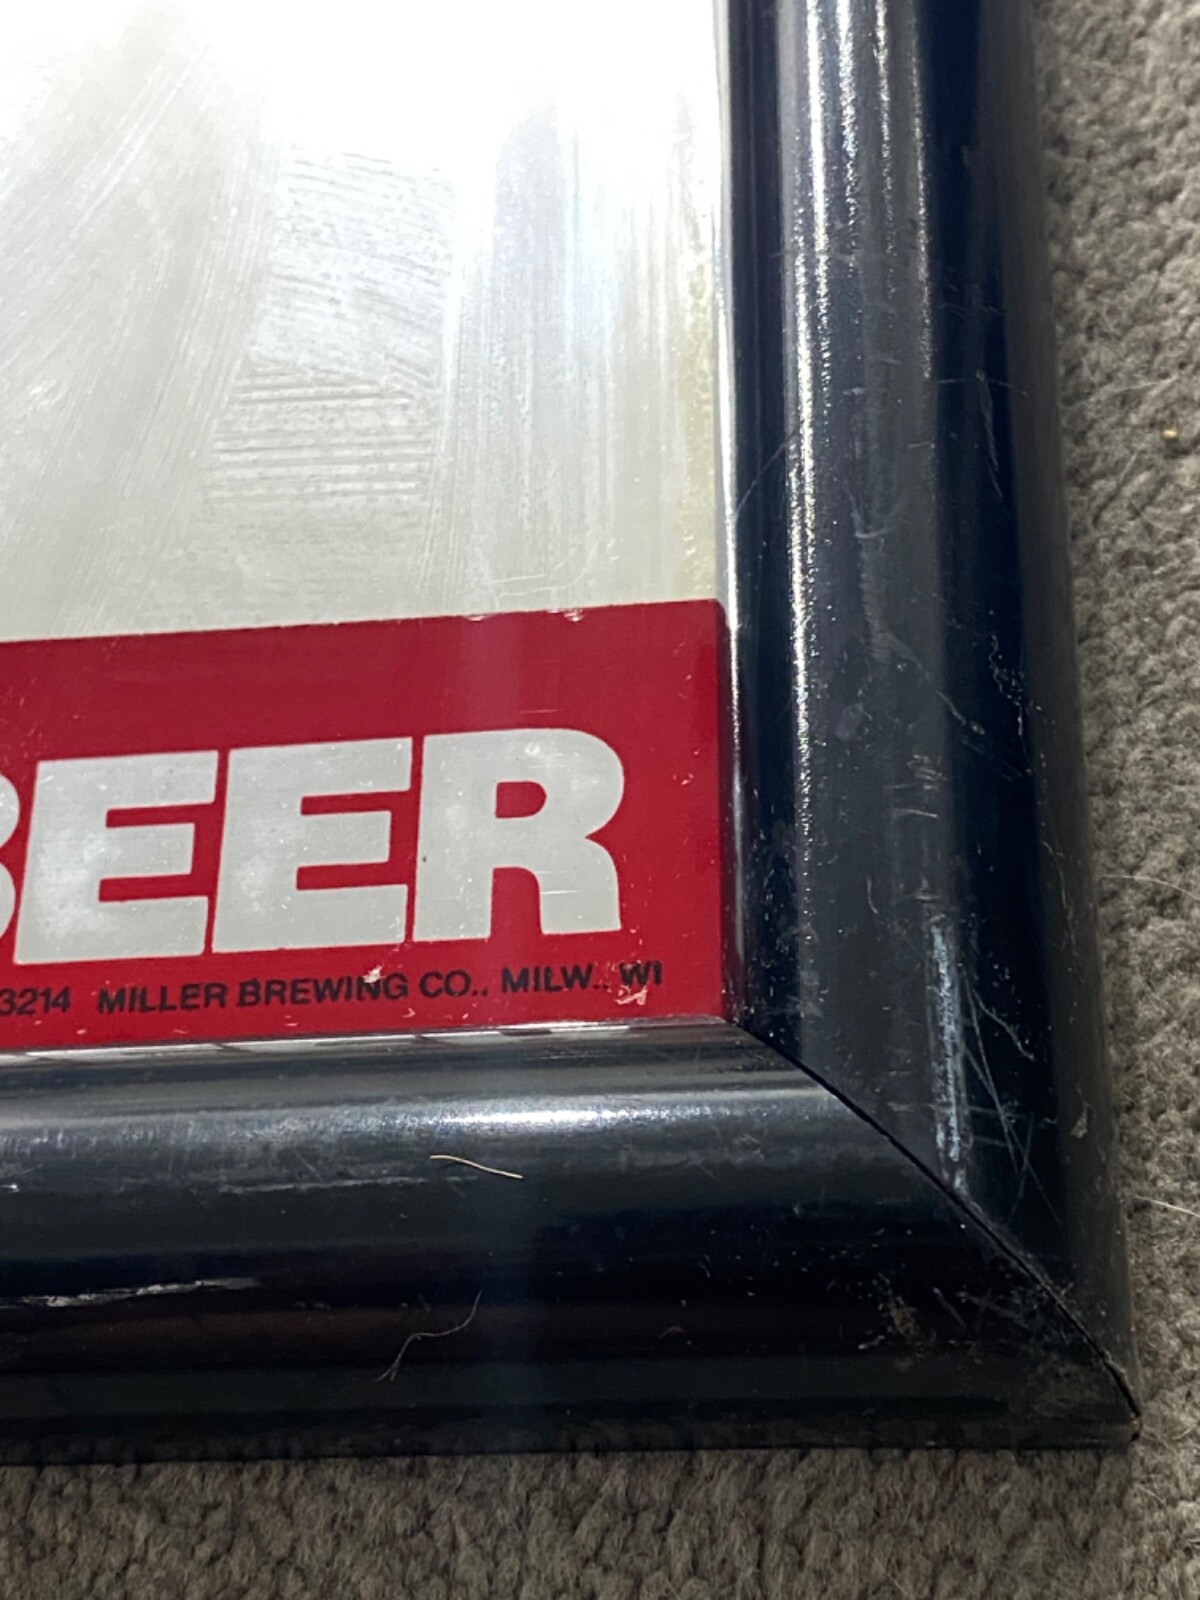 BEER
3214 MILLER BREWING CO., MILW., WI